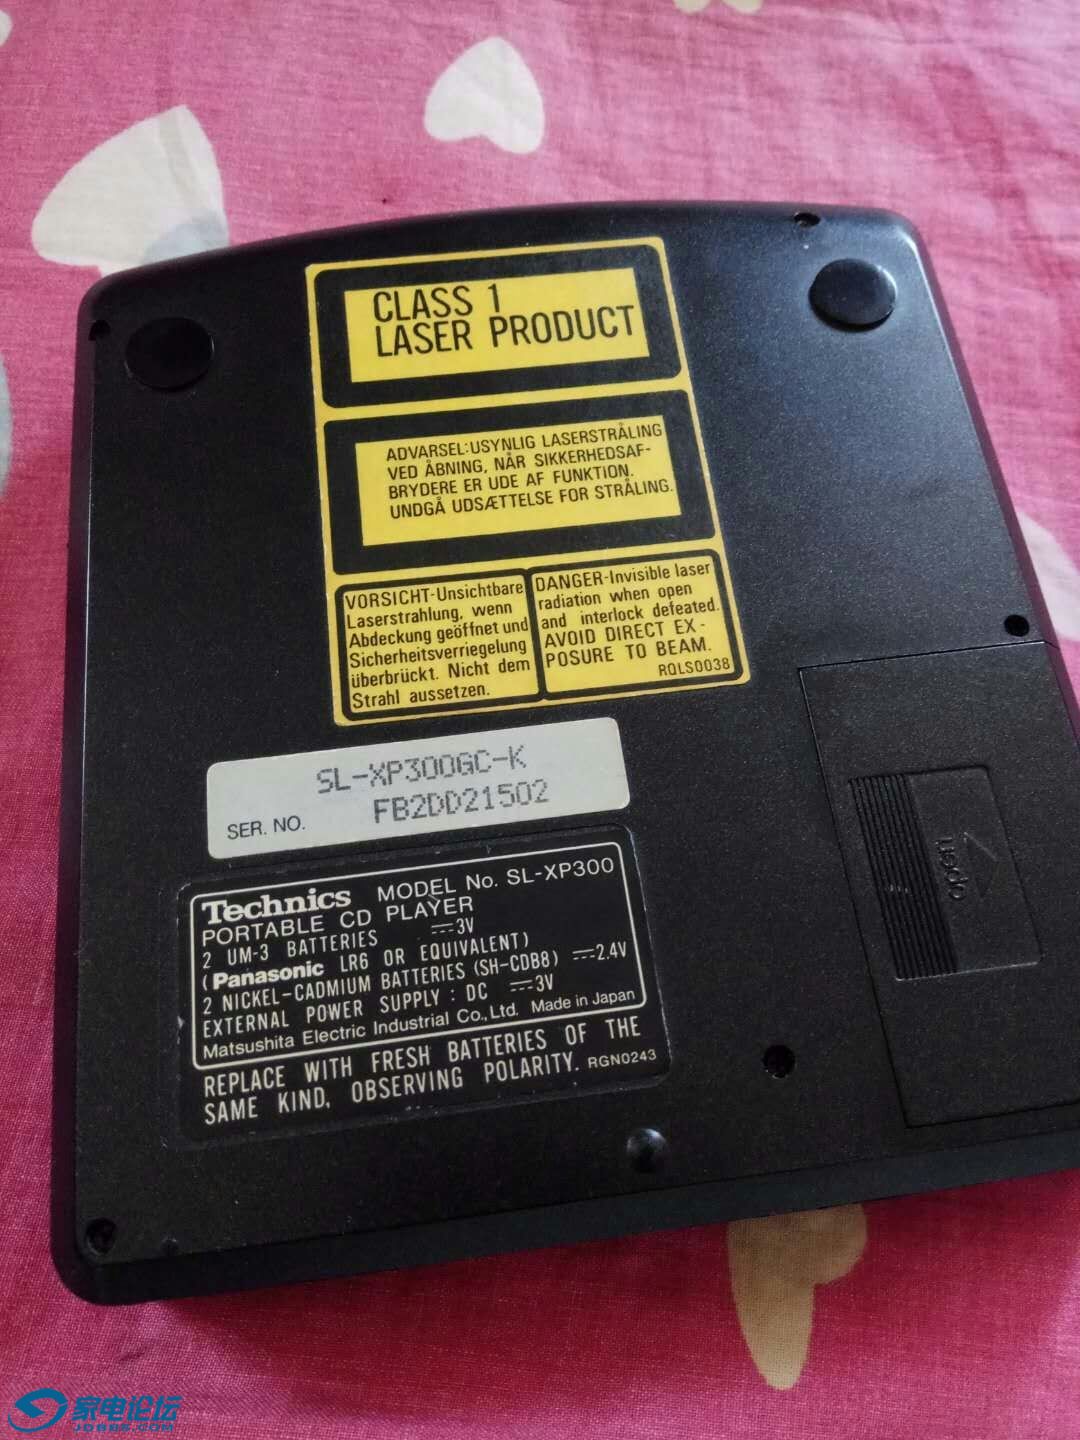 CLASS 1
LASER PRODUCT
ADVARSEL:USYNLIG LASERSTRÅLING
VED ÅBNING, NÅR SIKKERHEDSAF-
BRYDERE ER UDE AF FUNKTION.
UNDGÅ UDSÆTTELSE FOR STRÅLING.
VORSICHT-Unsichtbare
Laserstrahlung, wenn
Abdeckung geöffnet und
Sicherheitsverriegelung
überbrückt. Nicht dem
Strahl aussetzen.
DANGER-Invisible laser
radiation when open
and interlock defeated.
AVOID DIRECT EX-
POSURE TO BEAM.
RQLS0038
SL-XP300GC-K
SER. NO. FB2DD21502
Technics MODEL No. SL-XP300
PORTABLE CD PLAYER
2 UM-3 BATTERIES ⎓3V
(Panasonic LR6 OR EQUIVALENT)
2 NICKEL-CADMIUM BATTERIES (SH-CDB8) ⎓2.4V
EXTERNAL POWER SUPPLY : DC ⎓3V
Matsushita Electric Industrial Co.,Ltd. Made in Japan
REPLACE WITH FRESH BATTERIES OF THE
SAME KIND, OBSERVING POLARITY. RGN0243
open
家电论坛
JDBBS.COM